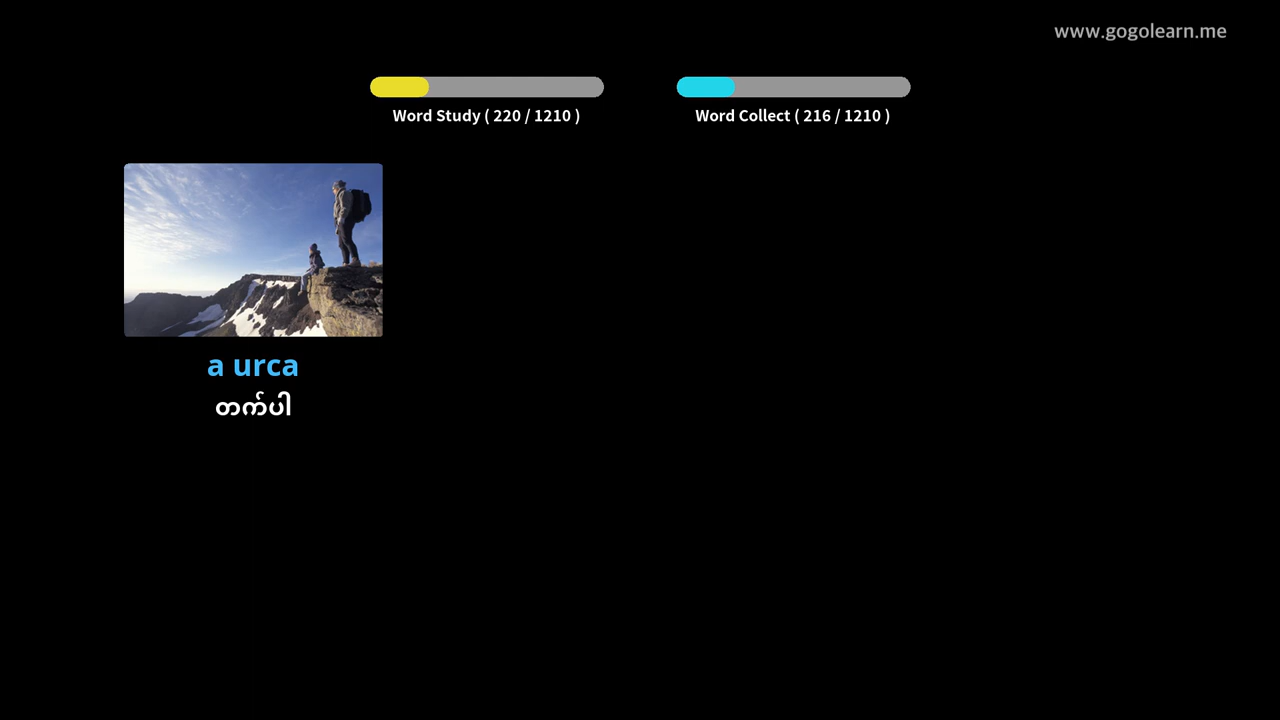 www.gogolearn.me
Word Study ( 220 / 1210 )
Word Collect ( 216 / 1210 )
a urca
တက်ပါ